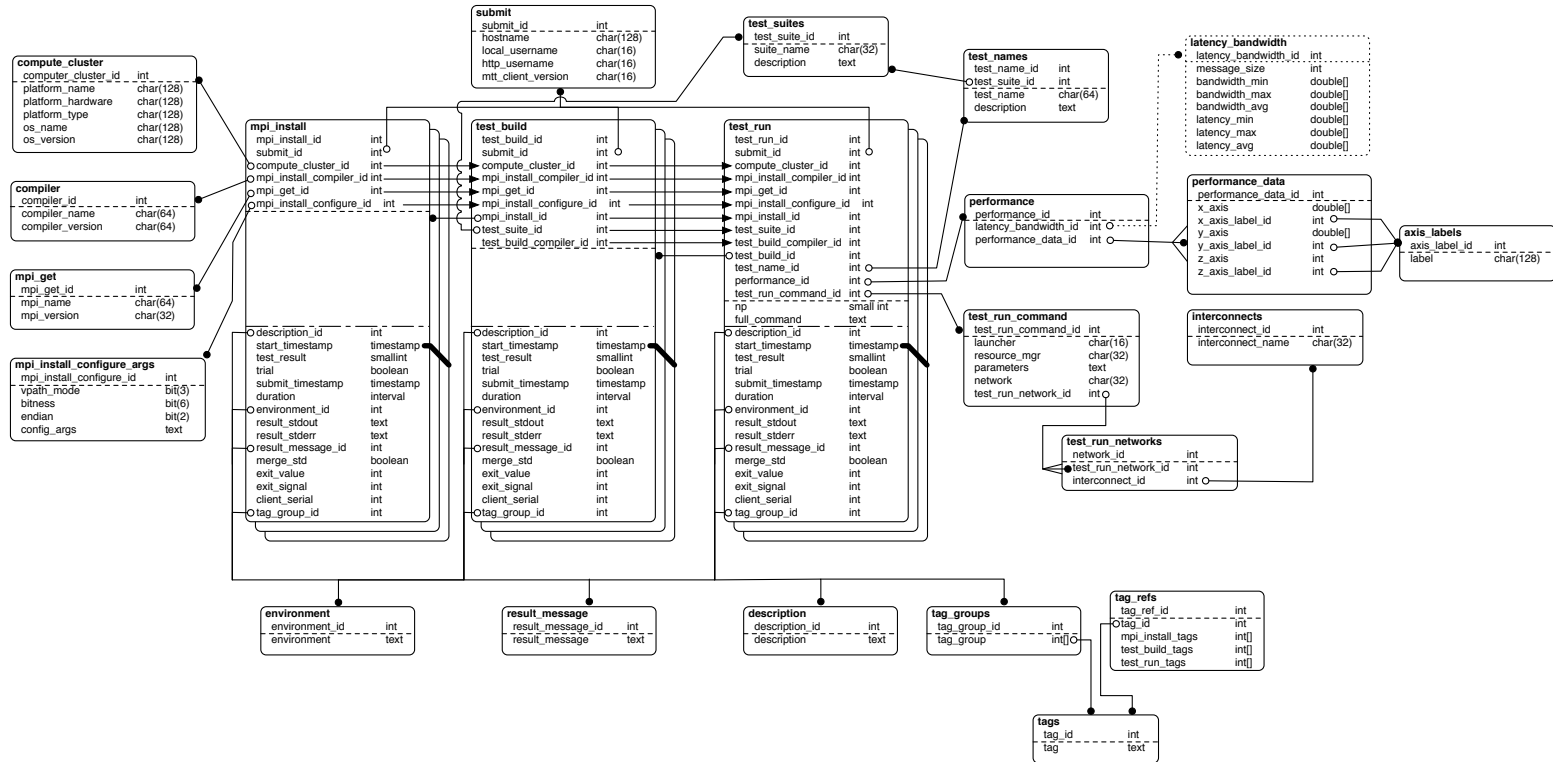 submit
submit_id int
hostname char(128)
local_username char(16)
http_username char(16)
mtt_client_version char(16)
test_suites
test_suite_id int
suite_name char(32)
description text
test_names
test_name_id int
test_suite_id int
test_name char(64)
description text
latency_bandwidth
latency_bandwidth_id int
message_size int
bandwidth_min double[]
bandwidth_max double[]
bandwidth_avg double[]
latency_min double[]
latency_max double[]
latency_avg double[]
compute_cluster
computer_cluster_id int
platform_name char(128)
platform_hardware char(128)
platform_type char(128)
os_name char(128)
os_version char(128)
compiler
compiler_id int
compiler_name char(64)
compiler_version char(64)
mpi_get
mpi_get_id int
mpi_name char(64)
mpi_version char(32)
mpi_install_configure_args
mpi_install_configure_id int
vpath_mode bit(3)
bitness bit(6)
endian bit(2)
config_args text
mpi_install
mpi_install_id int
submit_id int
compute_cluster_id int
mpi_install_compiler_id int
mpi_get_id int
mpi_install_configure_id int
description_id int
start_timestamp timestamp
test_result smallint
trial boolean
submit_timestamp timestamp
duration interval
environment_id int
result_stdout text
result_stderr text
result_message_id int
merge_std boolean
exit_value int
exit_signal int
client_serial int
tag_group_id int
test_build
test_build_id int
submit_id int
compute_cluster_id int
mpi_install_compiler_id int
mpi_get_id int
mpi_install_configure_id int
mpi_install_id int
test_suite_id int
test_build_compiler_id int
description_id int
start_timestamp timestamp
test_result smallint
trial boolean
submit_timestamp timestamp
duration interval
environment_id int
result_stdout text
result_stderr text
result_message_id int
merge_std boolean
exit_value int
exit_signal int
client_serial int
tag_group_id int
test_run
test_run_id int
submit_id int
compute_cluster_id int
mpi_install_compiler_id int
mpi_get_id int
mpi_install_configure_id int
mpi_install_id int
test_suite_id int
test_build_compiler_id int
test_build_id int
test_name_id int
performance_id int
test_run_command_id int
np small int
full_command text
description_id int
start_timestamp timestamp
test_result smallint
trial boolean
submit_timestamp timestamp
duration interval
environment_id int
result_stdout text
result_stderr text
result_message_id int
merge_std boolean
exit_value int
exit_signal int
client_serial int
tag_group_id int
performance
performance_id int
latency_bandwidth_id int
performance_data_id int
performance_data
performance_data_id int
x_axis double[]
x_axis_label_id int
y_axis double[]
y_axis_label_id int
z_axis int
z_axis_label_id int
axis_labels
axis_label_id int
label char(128)
test_run_command
test_run_command_id int
launcher char(16)
resource_mgr char(32)
parameters text
network char(32)
test_run_network_id int
interconnects
interconnect_id int
interconnect_name char(32)
test_run_networks
network_id int
test_run_network_id int
interconnect_id int
environment
environment_id int
environment text
result_message
result_message_id int
result_message text
description
description_id int
description text
tag_groups
tag_group_id int
tag_group int[]
tag_refs
tag_ref_id int
tag_id int
mpi_install_tags int[]
test_build_tags int[]
test_run_tags int[]
tags
tag_id int
tag text